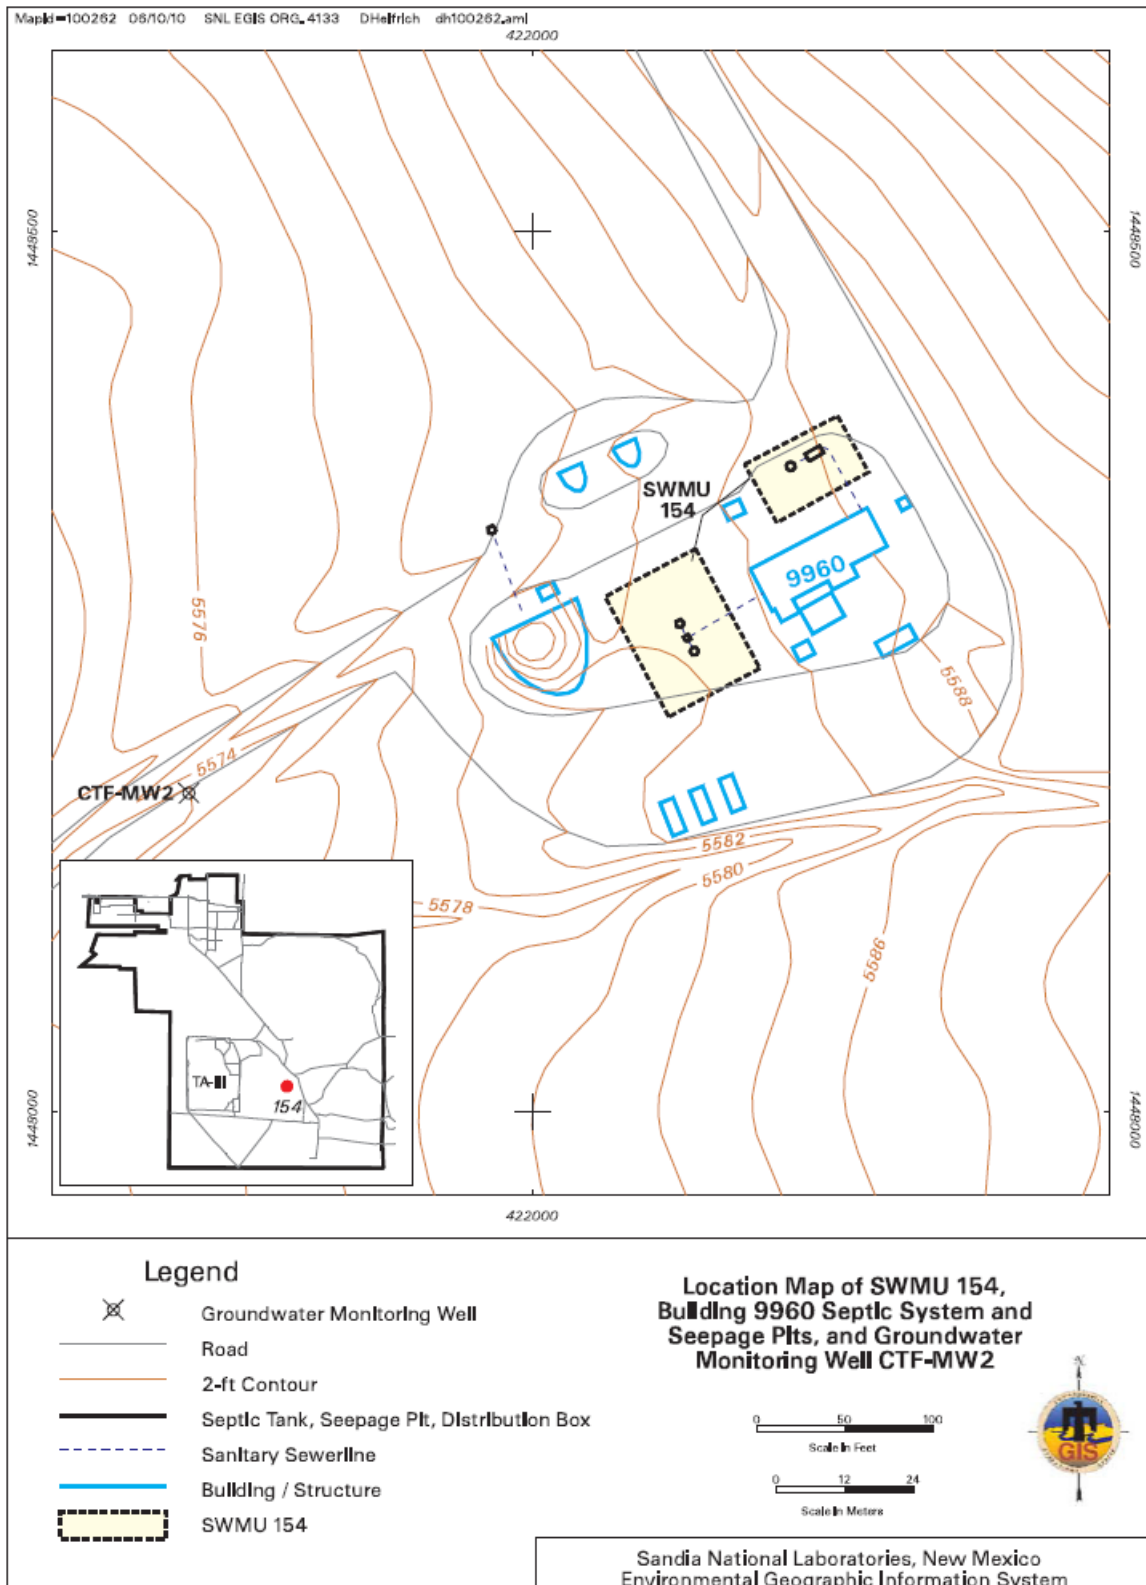 MapId=100262 06/10/10 SNL EGIS ORG. 4133 DHelfrich dh100262.aml
422000
1448500
1448500
SWMU
154
9960
5576
5588
5574
CTF-MW2
5582
5580
5578
5586
TA-III
154
1448000
1448000
422000
Legend
Groundwater Monitoring Well
Road
2-ft Contour
Septic Tank, Seepage Pit, Distribution Box
Sanitary Sewerline
Building / Structure
SWMU 154
Location Map of SWMU 154,
Building 9960 Septic System and
Seepage Pits, and Groundwater
Monitoring Well CTF-MW2
0 50 100
Scale in Feet
0 12 24
Scale in Meters
N
GIS
Sandia National Laboratories, New Mexico
Environmental Geographic Information System